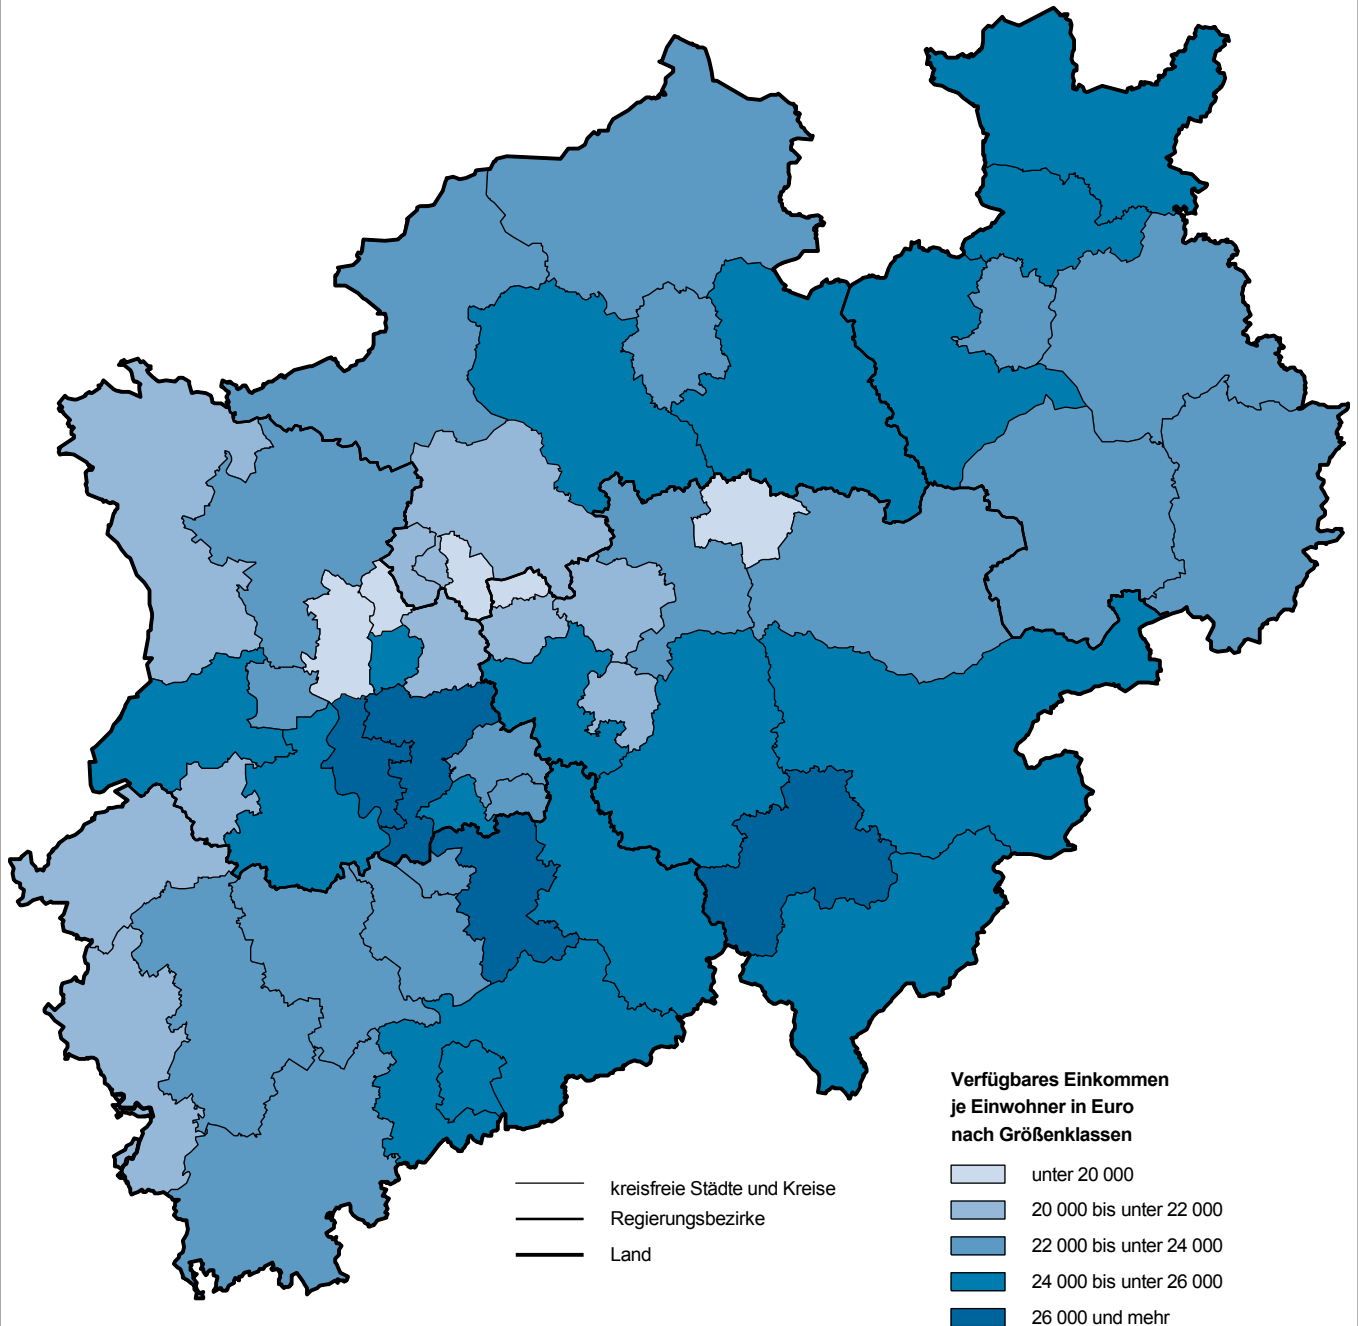 Verfügbares Einkommen
je Einwohner in Euro
nach Größenklassen
unter 20 000
20 000 bis unter 22 000
22 000 bis unter 24 000
24 000 bis unter 26 000
26 000 und mehr
kreisfreie Städte und Kreise
Regierungsbezirke
Land